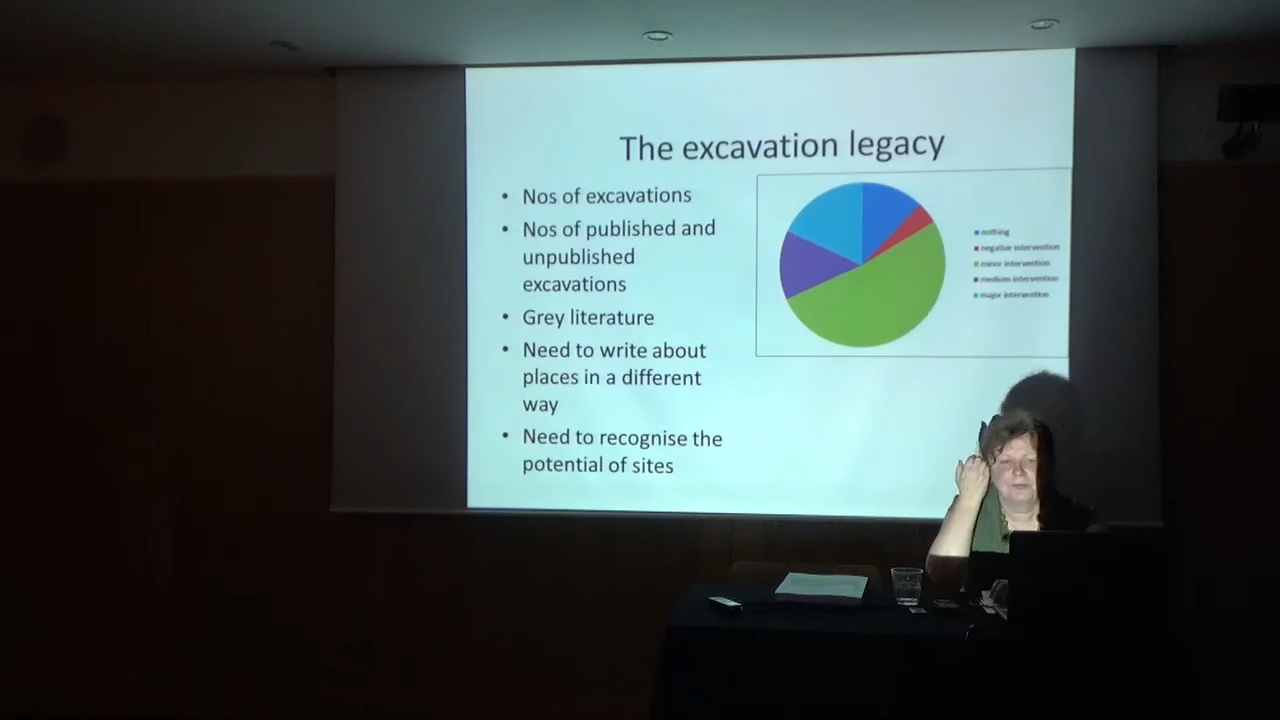 The excavation legacy
• Nos of excavations
• Nos of published and
unpublished
excavations
• Grey literature
• Need to write about
places in a different
way
• Need to recognise the
potential of sites
nothing
negative intervention
minor intervention
medium intervention
major intervention